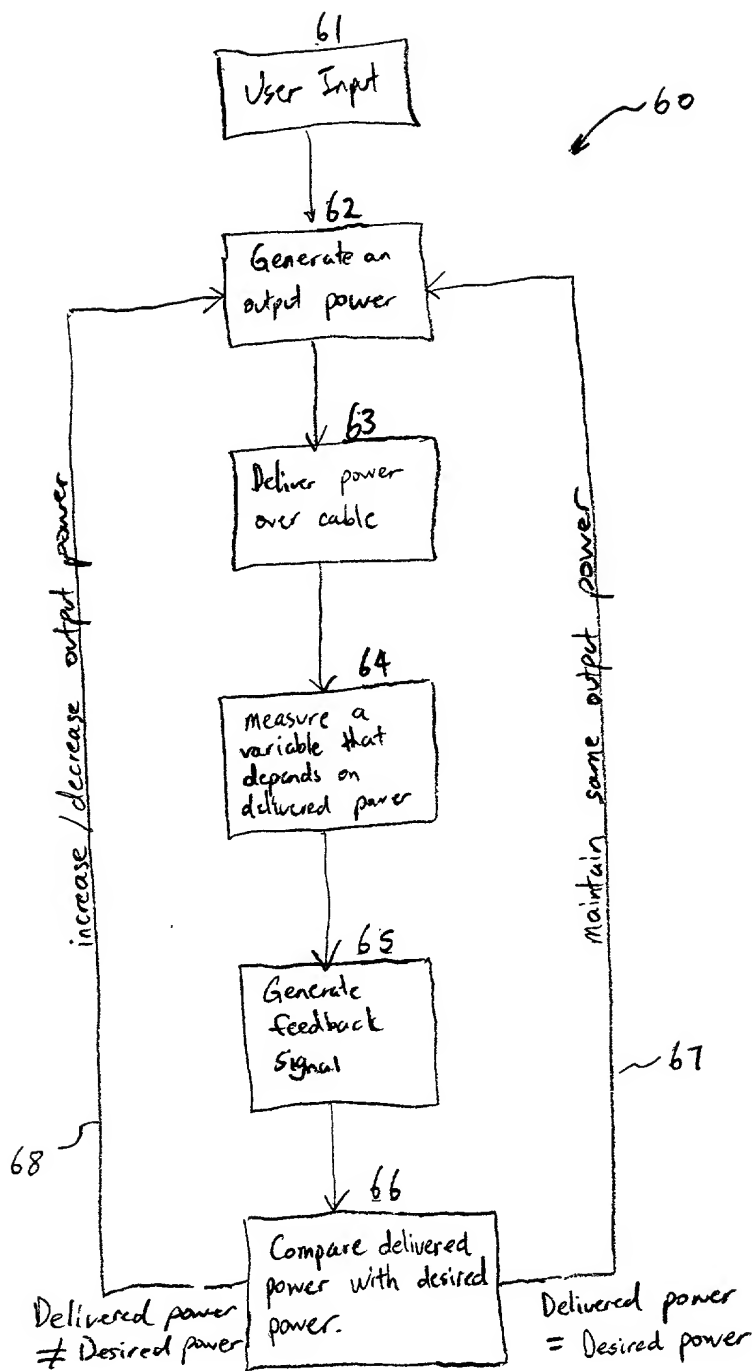 61
User Input
60
62
Generate an
output power
63
Deliver power
over cable
64
measure a
variable that
depends on
delivered power
increase / decrease output power
maintain same output power
65
Generate
feedback
signal
67
68
66
Compare delivered
power with desired
power.
Delivered power
≠ Desired power
Delivered power
= Desired power